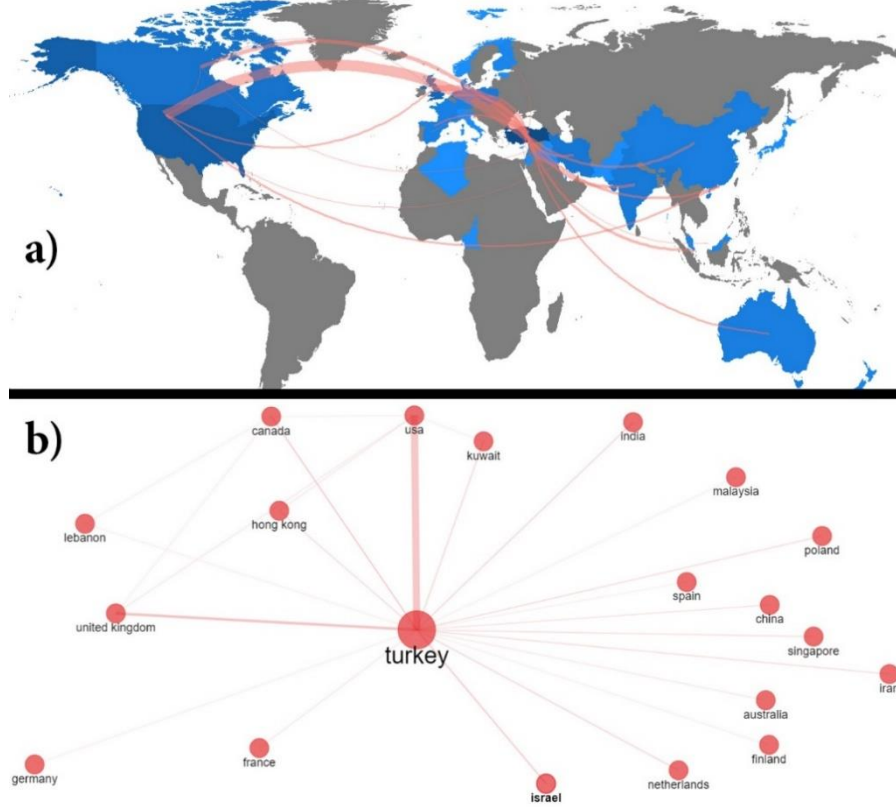 a)
b)
canada
usa
kuwait
india
malaysia
lebanon
hong kong
poland
spain
china
united kingdom
turkey
singapore
iran
australia
finland
france
germany
israel
netherlands